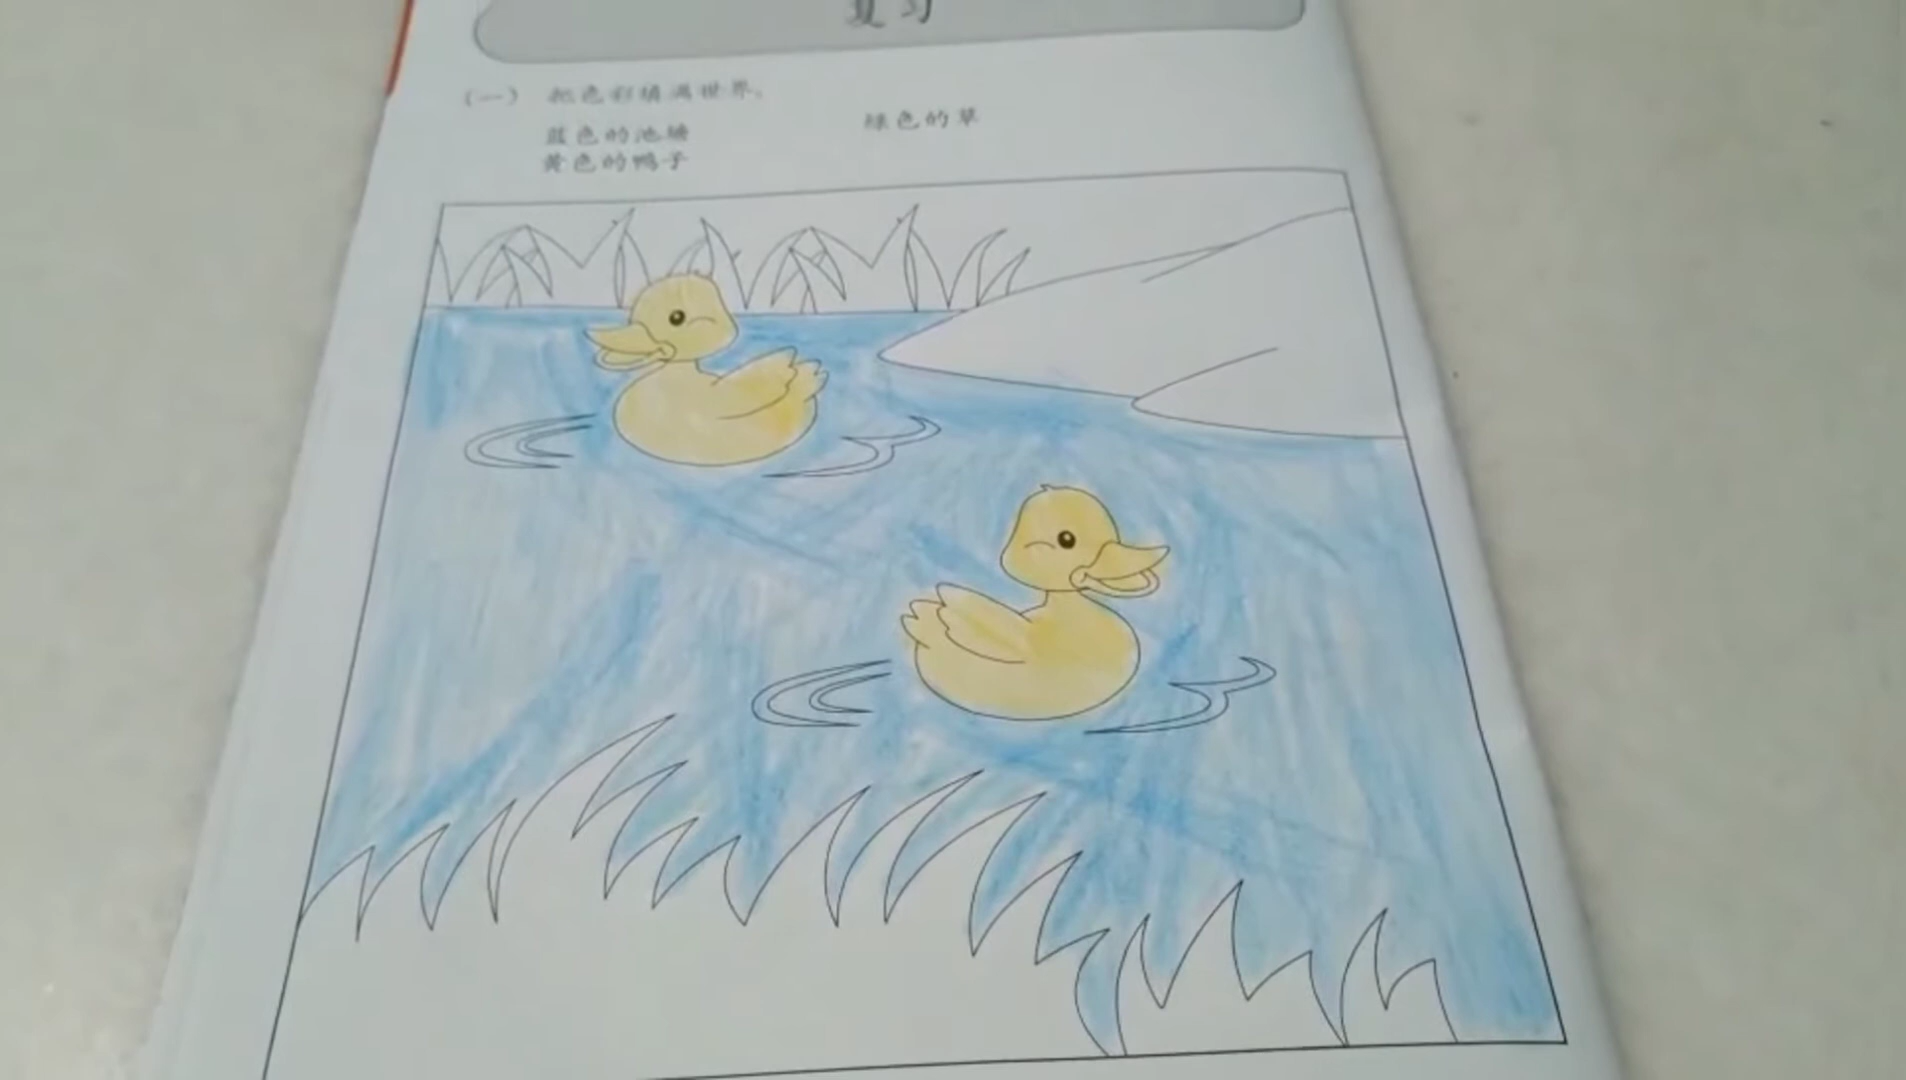 复习
(一) 把色彩填满世界。
蓝色的池塘
绿色的草
黄色的鸭子